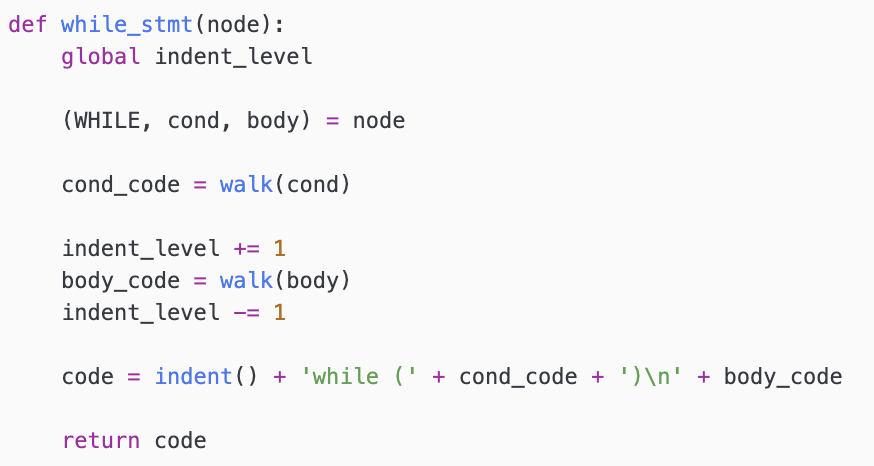 def while_stmt(node):
    global indent_level

    (WHILE, cond, body) = node

    cond_code = walk(cond)

    indent_level += 1
    body_code = walk(body)
    indent_level -= 1

    code = indent() + 'while (' + cond_code + ')\n' + body_code

    return code